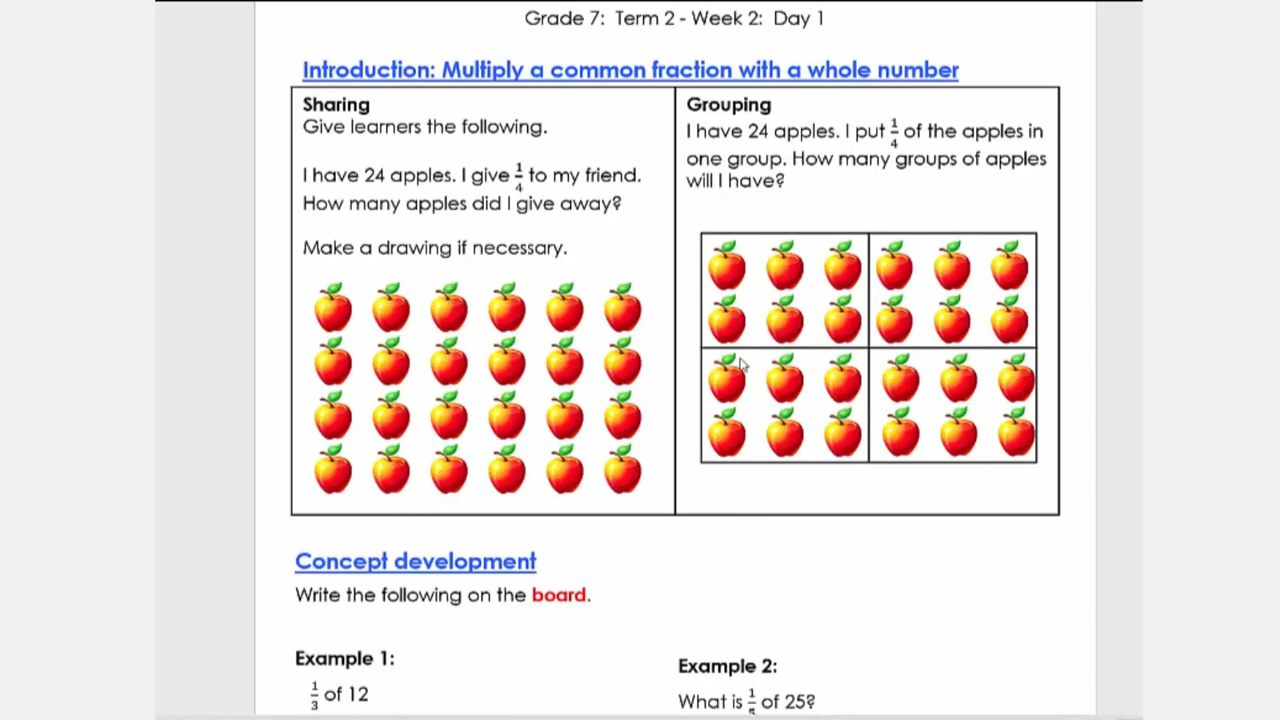 Grade 7: Term 2 - Week 2: Day 1
Introduction: Multiply a common fraction with a whole number
Sharing
Give learners the following.
I have 24 apples. I give 1/4 to my friend.
How many apples did I give away?
Make a drawing if necessary.
Grouping
I have 24 apples. I put 1/4 of the apples in
one group. How many groups of apples
will I have?
Concept development
Write the following on the board.
Example 1:
1/3 of 12
Example 2:
What is 1/5 of 25?